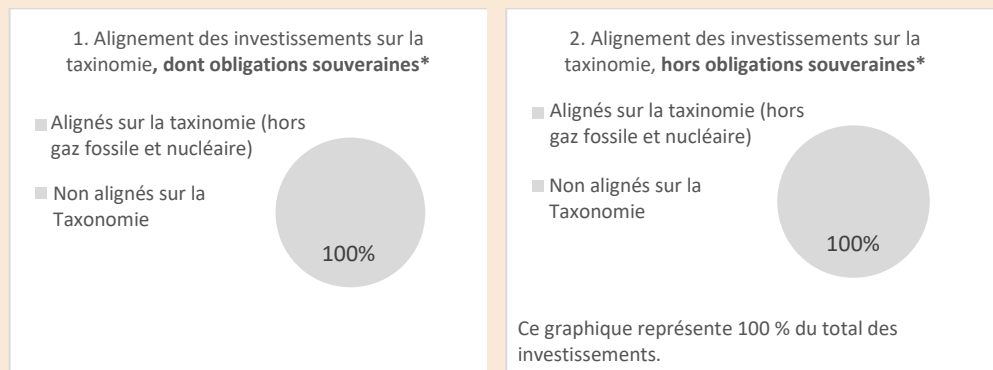 1. Alignement des investissements sur la
taxinomie, dont obligations souveraines*
Alignés sur la taxinomie (hors
gaz fossile et nucléaire)
Non alignés sur la
Taxonomie
100%
2. Alignement des investissements sur la
taxinomie, hors obligations souveraines*
Alignés sur la taxinomie (hors
gaz fossile et nucléaire)
Non alignés sur la
Taxonomie
100%
Ce graphique représente 100 % du total des
investissements.